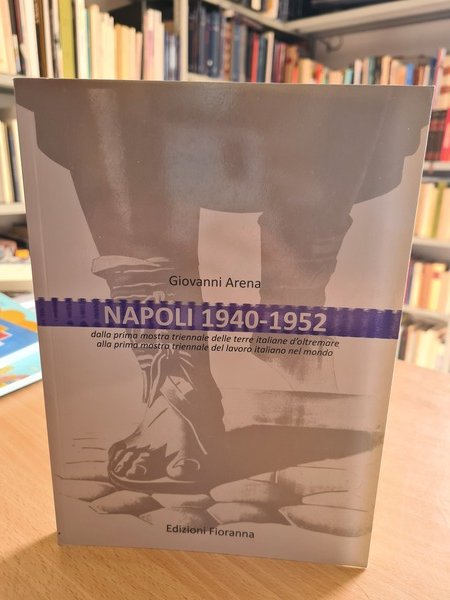 Giovanni Arena
NAPOLI 1940-1952
dalla prima mostra triennale delle terre italiane d'oltremare
alla prima mostra triennale del lavoro italiano nel mondo
Edizioni Fioranna